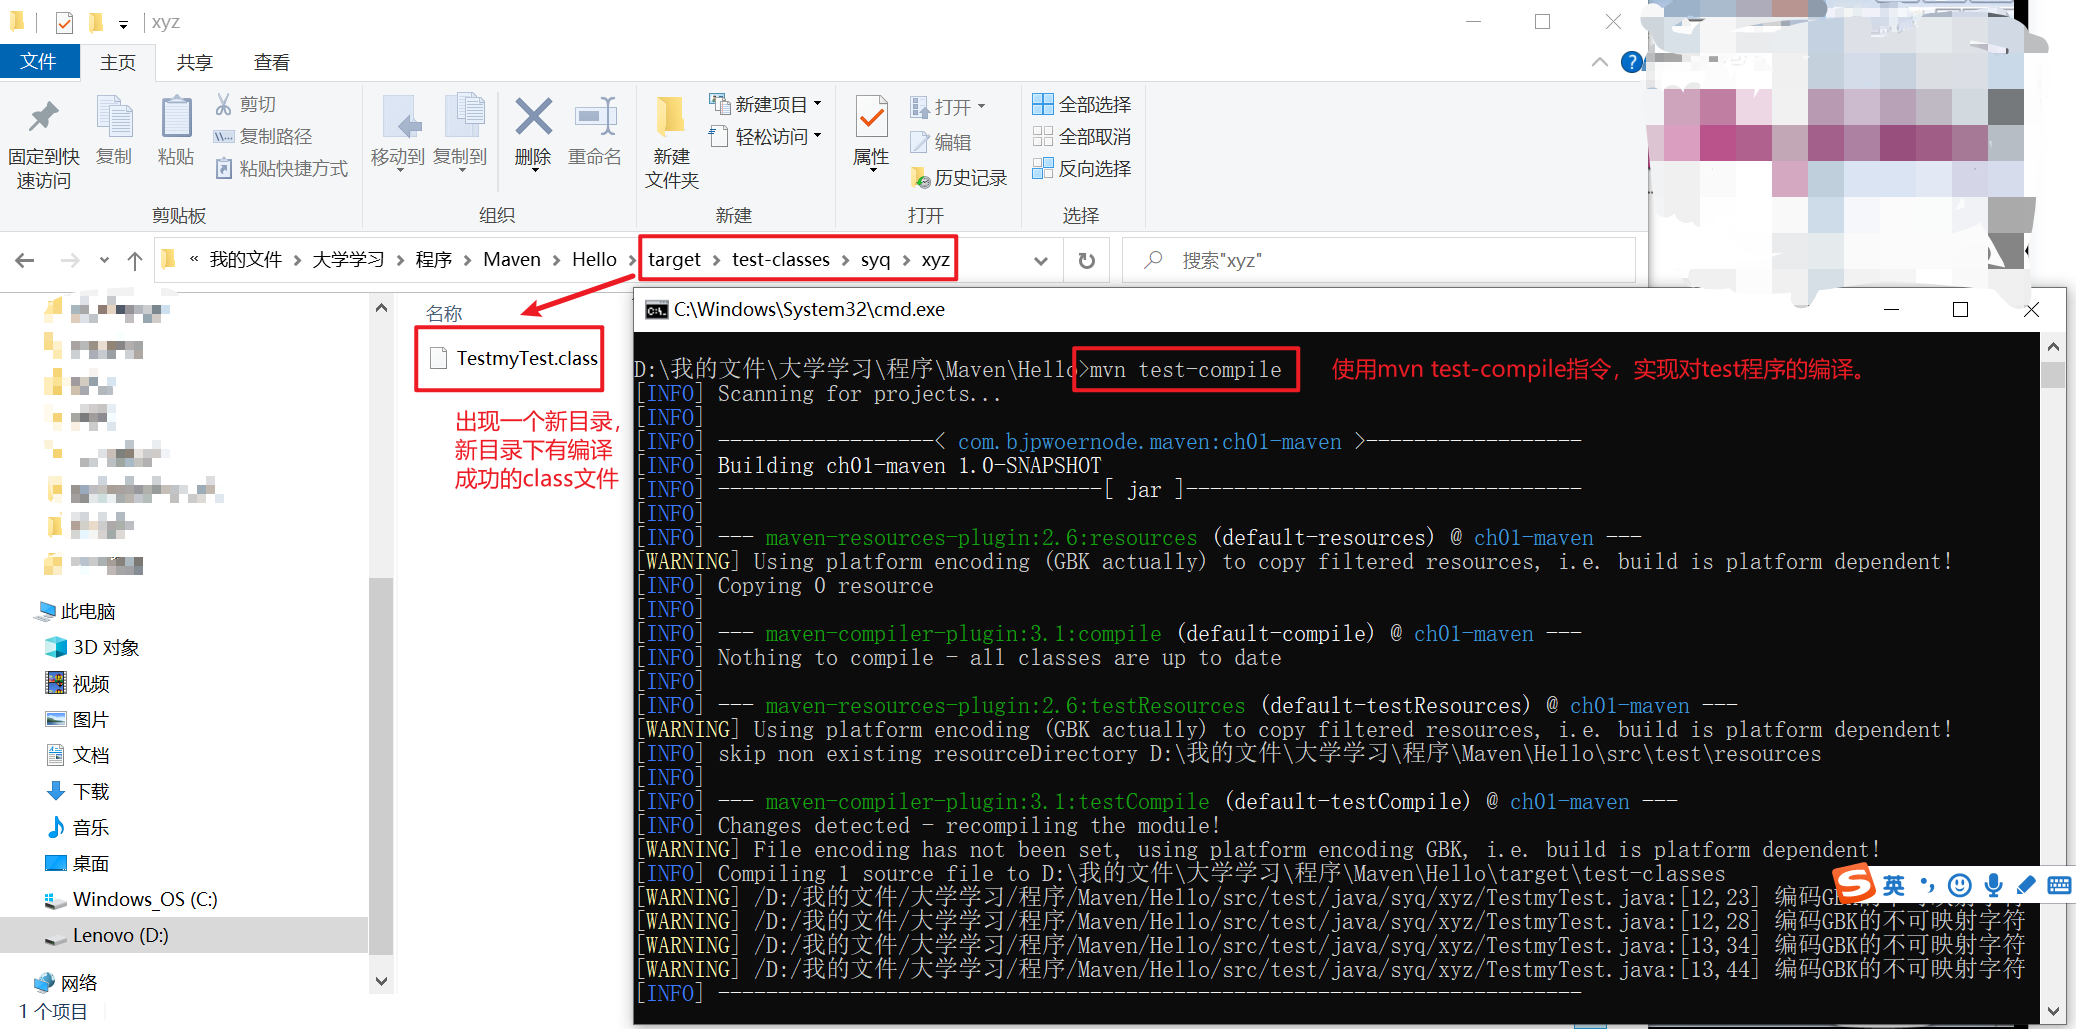 xyz
文件 主页 共享 查看
固定到快速访问
复制
粘贴
剪切
复制路径
粘贴快捷方式
剪贴板
移动到
复制到
删除
重命名
组织
新建文件夹
新建项目
轻松访问
新建
属性
打开
编辑
历史记录
打开
全部选择
全部取消
反向选择
选择
« 我的文件 > 大学学习 > 程序 > Maven > Hello > target > test-classes > syq > xyz
搜索"xyz"
名称
TestmyTest.class
出现一个新目录，
新目录下有编译
成功的class文件
此电脑
3D 对象
视频
图片
文档
下载
音乐
桌面
Windows_OS (C:)
Lenovo (D:)
网络
1 个项目
C:\Windows\System32\cmd.exe
D:\我的文件\大学学习\程序\Maven\Hello>mvn test-compile
使用mvn test-compile指令，实现对test程序的编译。
[INFO] Scanning for projects...
[INFO]
[INFO] ------------------< com.bjpwoernode.maven:ch01-maven >------------------
[INFO] Building ch01-maven 1.0-SNAPSHOT
[INFO] --------------------------------[ jar ]---------------------------------
[INFO]
[INFO] --- maven-resources-plugin:2.6:resources (default-resources) @ ch01-maven ---
[WARNING] Using platform encoding (GBK actually) to copy filtered resources, i.e. build is platform dependent!
[INFO] Copying 0 resource
[INFO]
[INFO] --- maven-compiler-plugin:3.1:compile (default-compile) @ ch01-maven ---
[INFO] Nothing to compile - all classes are up to date
[INFO]
[INFO] --- maven-resources-plugin:2.6:testResources (default-testResources) @ ch01-maven ---
[WARNING] Using platform encoding (GBK actually) to copy filtered resources, i.e. build is platform dependent!
[INFO] skip non existing resourceDirectory D:\我的文件\大学学习\程序\Maven\Hello\src\test\resources
[INFO]
[INFO] --- maven-compiler-plugin:3.1:testCompile (default-testCompile) @ ch01-maven ---
[INFO] Changes detected - recompiling the module!
[WARNING] File encoding has not been set, using platform encoding GBK, i.e. build is platform dependent!
[INFO] Compiling 1 source file to D:\我的文件\大学学习\程序\Maven\Hello\target\test-classes
[WARNING] /D:/我的文件/大学学习/程序/Maven/Hello/src/test/java/syq/xyz/TestmyTest.java:[12,23] 编码GBK的不可映射字符
[WARNING] /D:/我的文件/大学学习/程序/Maven/Hello/src/test/java/syq/xyz/TestmyTest.java:[12,28] 编码GBK的不可映射字符
[WARNING] /D:/我的文件/大学学习/程序/Maven/Hello/src/test/java/syq/xyz/TestmyTest.java:[13,34] 编码GBK的不可映射字符
[WARNING] /D:/我的文件/大学学习/程序/Maven/Hello/src/test/java/syq/xyz/TestmyTest.java:[13,44] 编码GBK的不可映射字符
[INFO] ------------------------------------------------------------------------
英